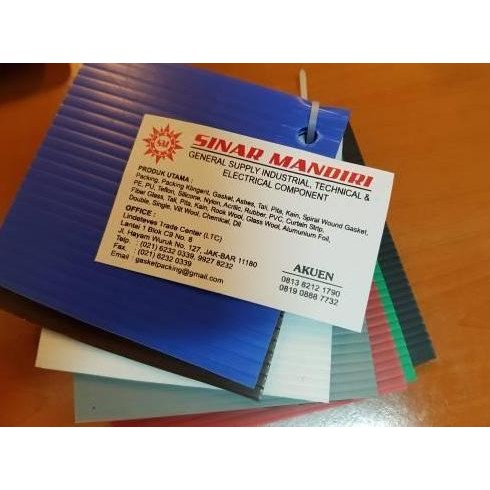 SM
SINAR MANDIRI
GENERAL SUPPLY INDUSTRIAL, TECHNICAL &
ELECTRICAL COMPONENT
PRODUK UTAMA :
Packing, Packing Klingerit, Gasket, Asbes, Tali, Pita, Kain, Spiral Wound Gasket,
PE, PU, Teflon, Silicone, Nylon, Acrilic, Rubber, PVC, Curtain Strip,
Fiber Glass, Tali, Pita, Kain, Rock Wool, Glass Wool, Alumunium Foil,
Double, Single, Vilt Wool, Chemical, Dll
OFFICE :
Lindeteves Trade Center (LTC)
Lantai 1 Blok C9 No. 8
Jl. Hayam Wuruk No. 127, JAK-BAR 11180
Telp. : (021) 6232 0339, 9927 8232
Fax. : (021) 6232 0339
Email : gasketpacking@gmail.com
AKUEN
0813 8212 1790
0819 0888 7732